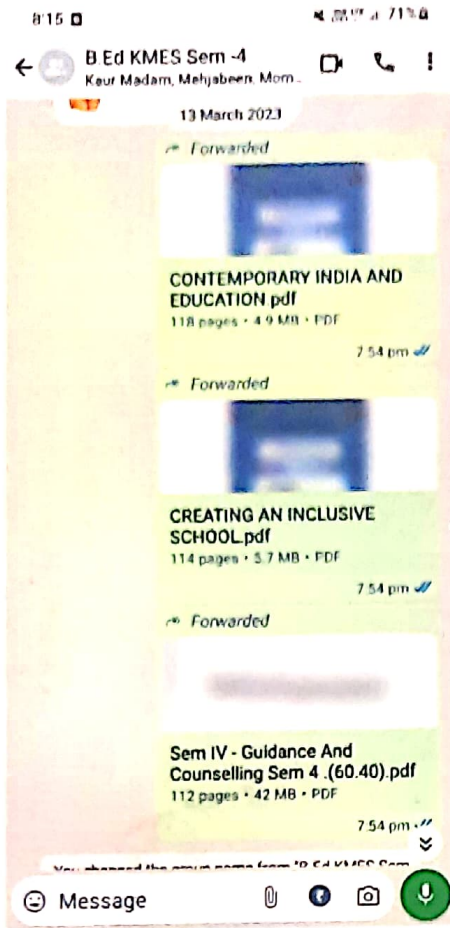 8:15
71%
B.Ed KMES Sem -4
Kaur Madam, Mehjabeen, Mom...
13 March 2023
Forwarded
CONTEMPORARY INDIA AND
EDUCATION.pdf
118 pages • 4.9 MB • PDF
7:54 pm
Forwarded
CREATING AN INCLUSIVE
SCHOOL.pdf
114 pages • 5.7 MB • PDF
7:54 pm
Forwarded
Sem IV - Guidance And
Counselling Sem 4 .(60.40).pdf
112 pages • 42 MB • PDF
7:54 pm
You changed the group name from "B.Ed KMES Sem
Message